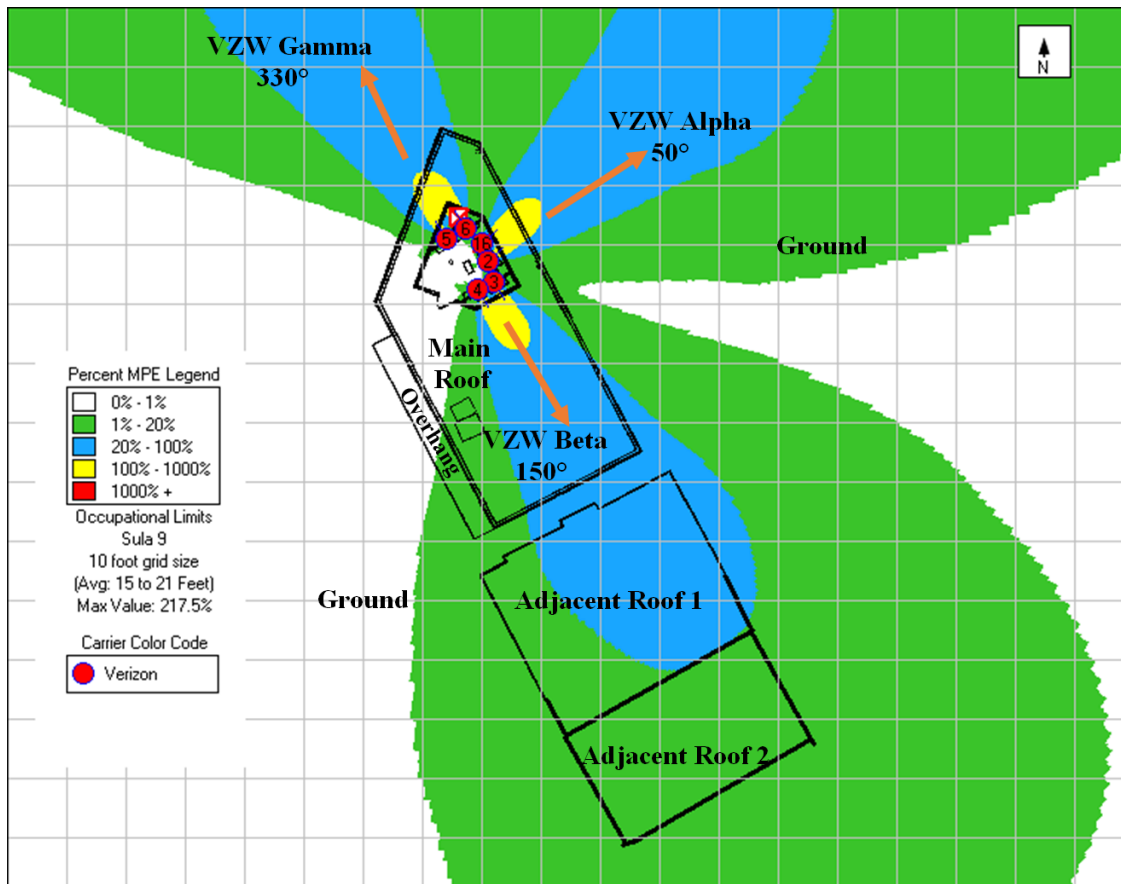 VZW Gamma
330°
N
VZW Alpha
50°
Ground
6
5
16
2
3
4
Main
Roof
Overhang
VZW Beta
150°
Percent MPE Legend
0% - 1%
1% - 20%
20% - 100%
100% - 1000%
1000% +
Occupational Limits
Sula 9
10 foot grid size
(Avg: 15 to 21 Feet)
Max Value: 217.5%
Carrier Color Code
Verizon
Ground
Adjacent Roof 1
Adjacent Roof 2